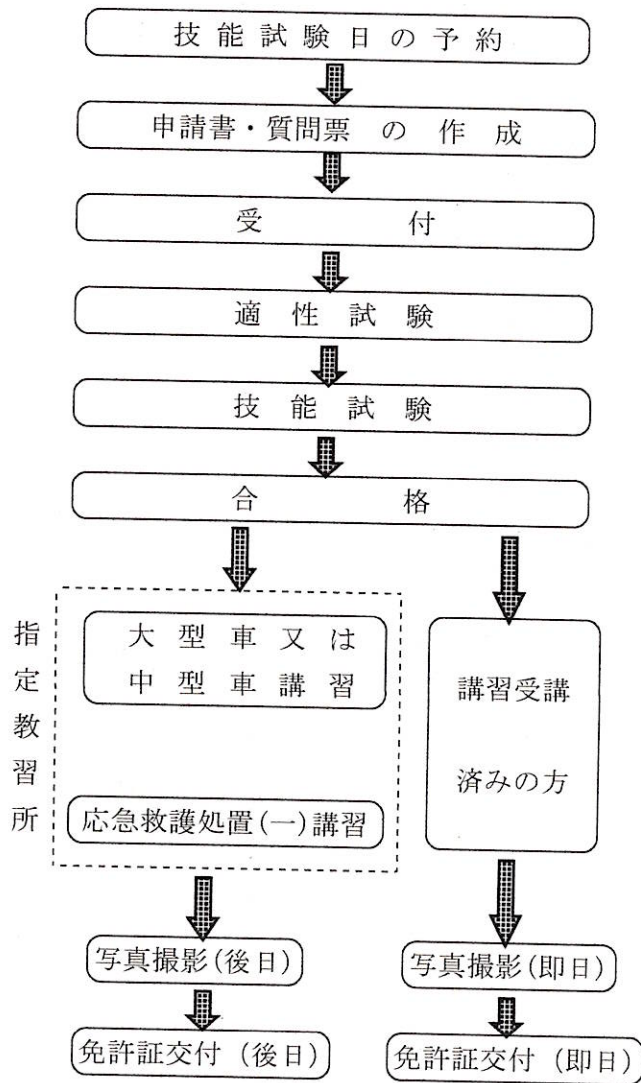 技能試験日の予約
申請書・質問票の作成
受付
適性試験
技能試験
合格
指定教習所
大型車又は
中型車講習
応急救護処置(一)講習
写真撮影(後日)
免許証交付(後日)
講習受講
済みの方
写真撮影(即日)
免許証交付(即日)